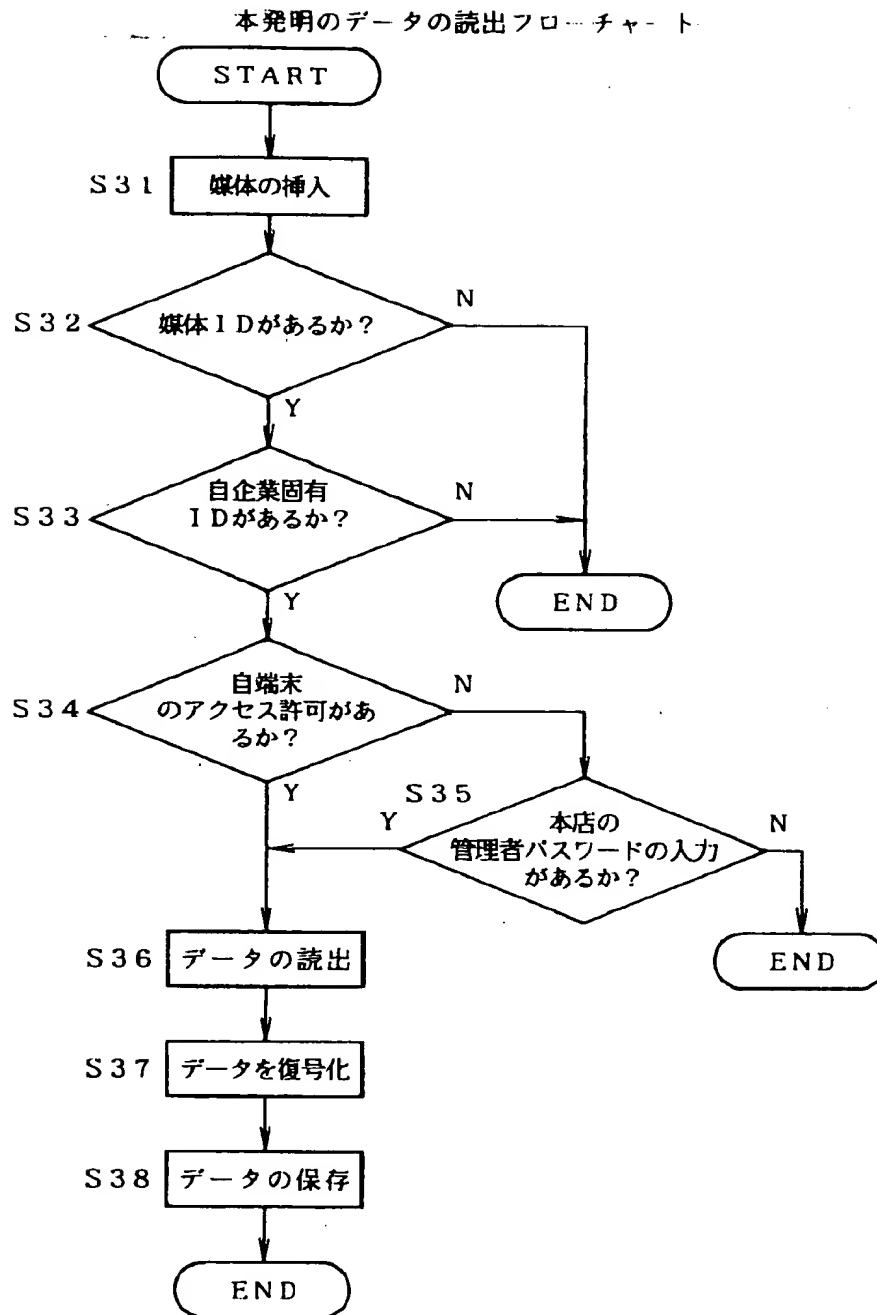 本発明のデータの読出フローチャート
START
S31
媒体の挿入
S32
媒体IDがあるか?
N
Y
S33
自企業固有
IDがあるか?
N
Y
END
S34
自端末
のアクセス許可があ
るか?
N
Y
S35
Y
本店の
管理者パスワードの入力
があるか?
N
END
S36
データの読出
S37
データを復号化
S38
データの保存
END